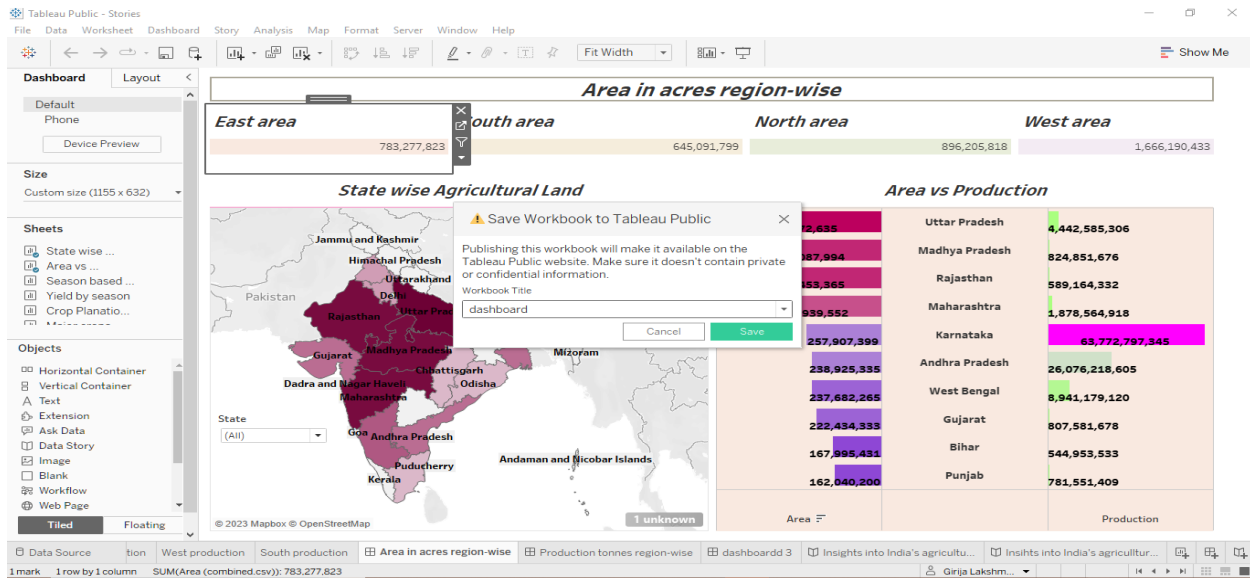 Tableau Public - Stories
File Data Worksheet Dashboard Story Analysis Map Format Server Window Help
Fit Width
Show Me
Dashboard Layout
Default
Phone
Device Preview
Size
Custom size (1155 x 632)
Sheets
State wise ...
Area vs ...
Season based ...
Yield by season
Crop Planatio...
Objects
Horizontal Container
Vertical Container
Text
Extension
Ask Data
Data Story
Image
Blank
Workflow
Web Page
Tiled Floating
Area in acres region-wise
East area
783,277,823
outh area
645,091,799
North area
896,205,818
West area
1,666,190,433
State wise Agricultural Land
Jammu and Kashmir
Himachal Pradesh
Uttarakhand
Pakistan
Delhi
Rajasthan
Uttar Prad
Gujarat
Madhya Pradesh
Mizoram
Chhattisgarh
Dadra and Nagar Haveli
Odisha
Maharashtra
State
(All)
Goa
Andhra Pradesh
Andaman and Nicobar Islands
Puducherry
Kerala
© 2023 Mapbox © OpenStreetMap
1 unknown
Save Workbook to Tableau Public
Publishing this workbook will make it available on the
Tableau Public website. Make sure it doesn't contain private
or confidential information.
Workbook Title
dashboard
Cancel Save
Area vs Production
72,635 Uttar Pradesh 4,442,585,306
087,994 Madhya Pradesh 824,851,676
353,365 Rajasthan 589,164,332
939,552 Maharashtra 1,878,564,918
257,907,399 Karnataka 63,772,797,345
238,925,335 Andhra Pradesh 26,076,218,605
237,682,265 West Bengal 8,941,179,120
222,434,333 Gujarat 807,581,678
167,995,431 Bihar 544,953,533
162,040,200 Punjab 781,551,409
Area Production
Data Source tion West production South production Area in acres region-wise Production tonnes region-wise dashboardd 3 Insights into India's agricultu... Insihts into India's agriculltur...
1 mark 1 row by 1 column SUM(Area (combined.csv)): 783,277,823 Girija Lakshm...